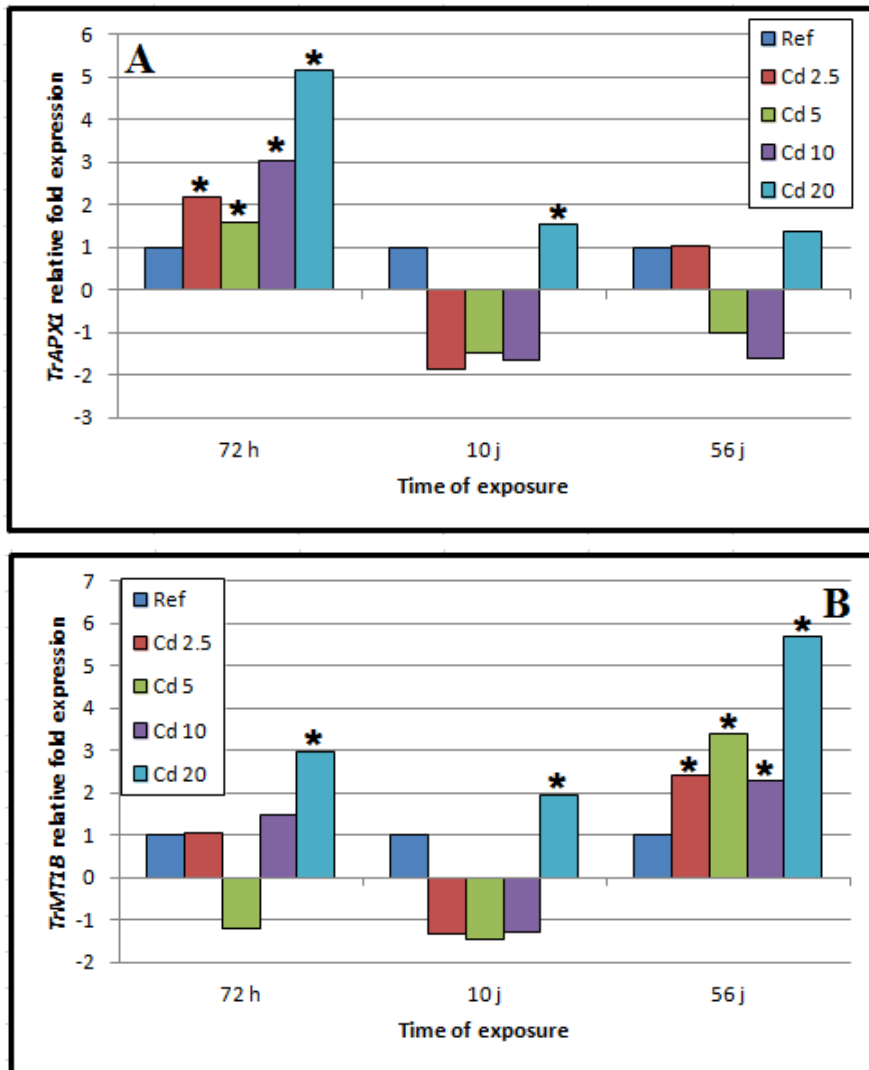 A
Ref
Cd 2.5
Cd 5
Cd 10
Cd 20
TrAPX1 relative fold expression
6
5
4
3
2
1
0
-1
-2
-3
* * * * *
72 h 10 j 56 j
Time of exposure
B
Ref
Cd 2.5
Cd 5
Cd 10
Cd 20
TrMT1B relative fold expression
7
6
5
4
3
2
1
0
-1
-2
* * * * * *
72 h 10 j 56 j
Time of exposure